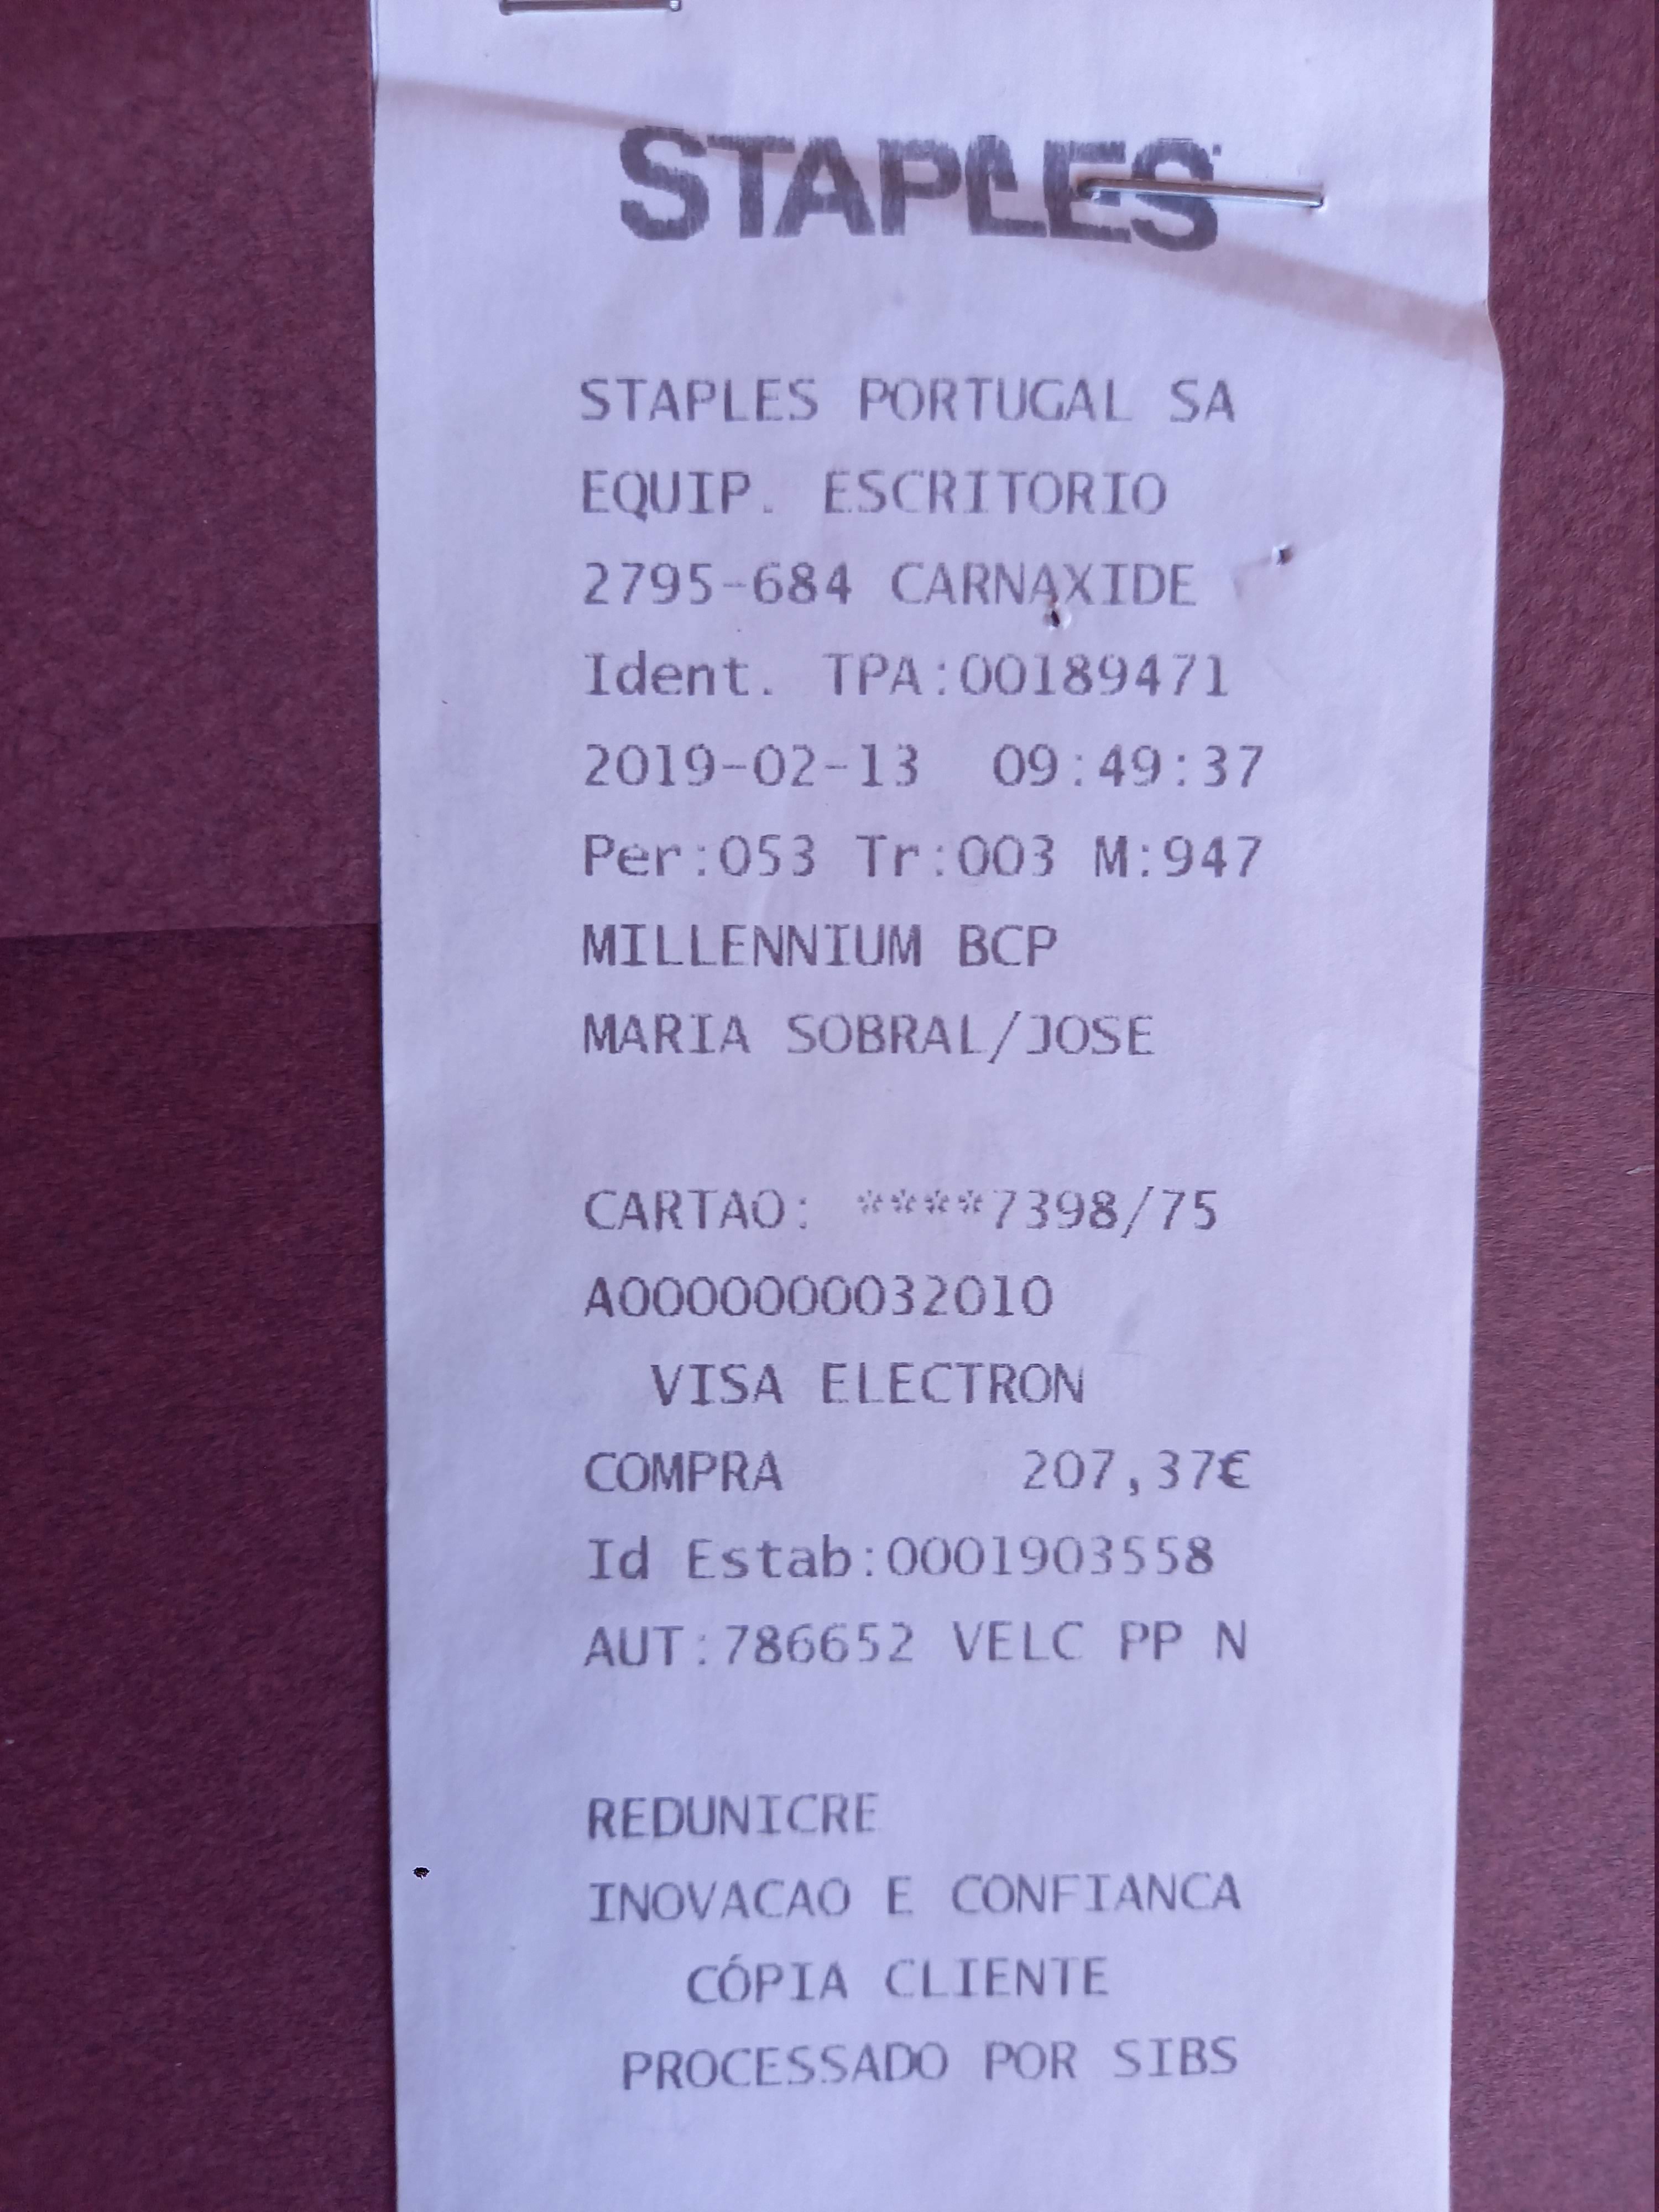 STAPLES
STAPLES PORTUGAL SA
EQUIP. ESCRITORIO
2795-684 CARNAXIDE
Ident. TPA:00189471
2019-02-13  09:49:37
Per:053 Tr:003 M:947
MILLENNIUM BCP
MARIA SOBRAL/JOSE
CARTAO: ****7398/75
A0000000032010
VISA ELECTRON
COMPRA 207,37€
Id Estab:0001903558
AUT:786652 VELC PP N
REDUNICRE
INOVACAO E CONFIANCA
CÓPIA CLIENTE
PROCESSADO POR SIBS